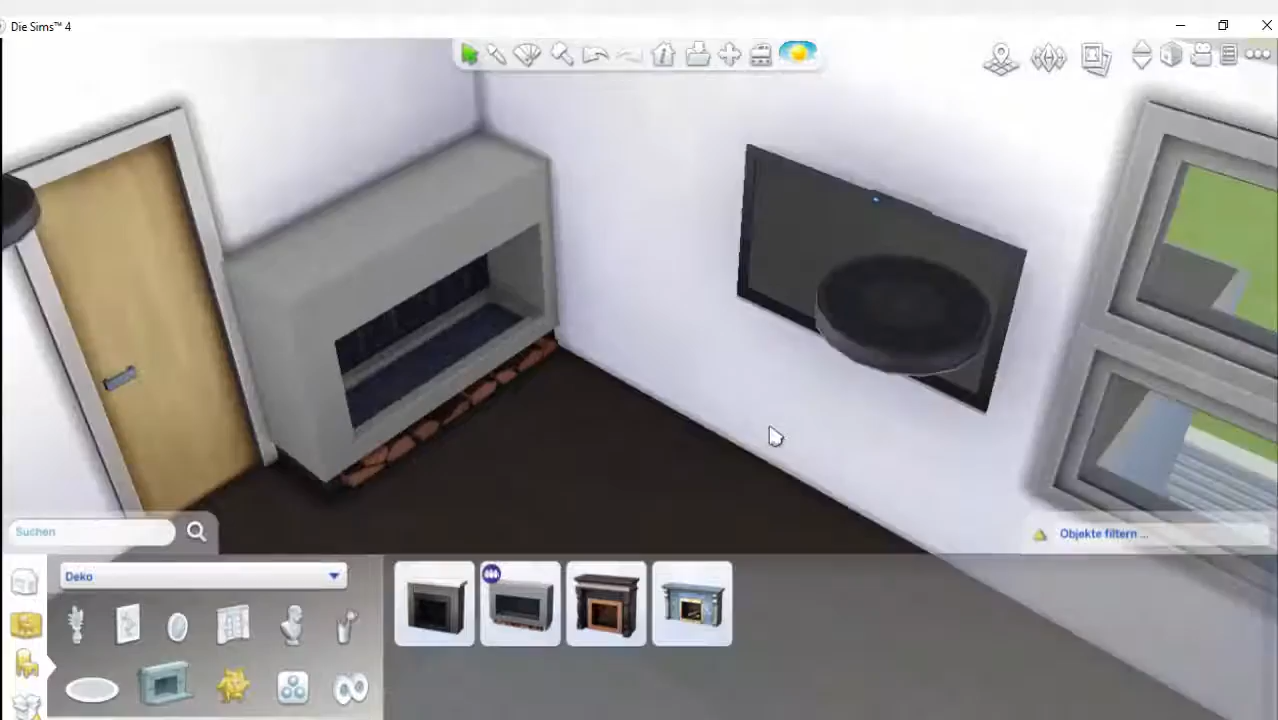 Die Sims™ 4
Suchen
Objekte filtern ...
Deko